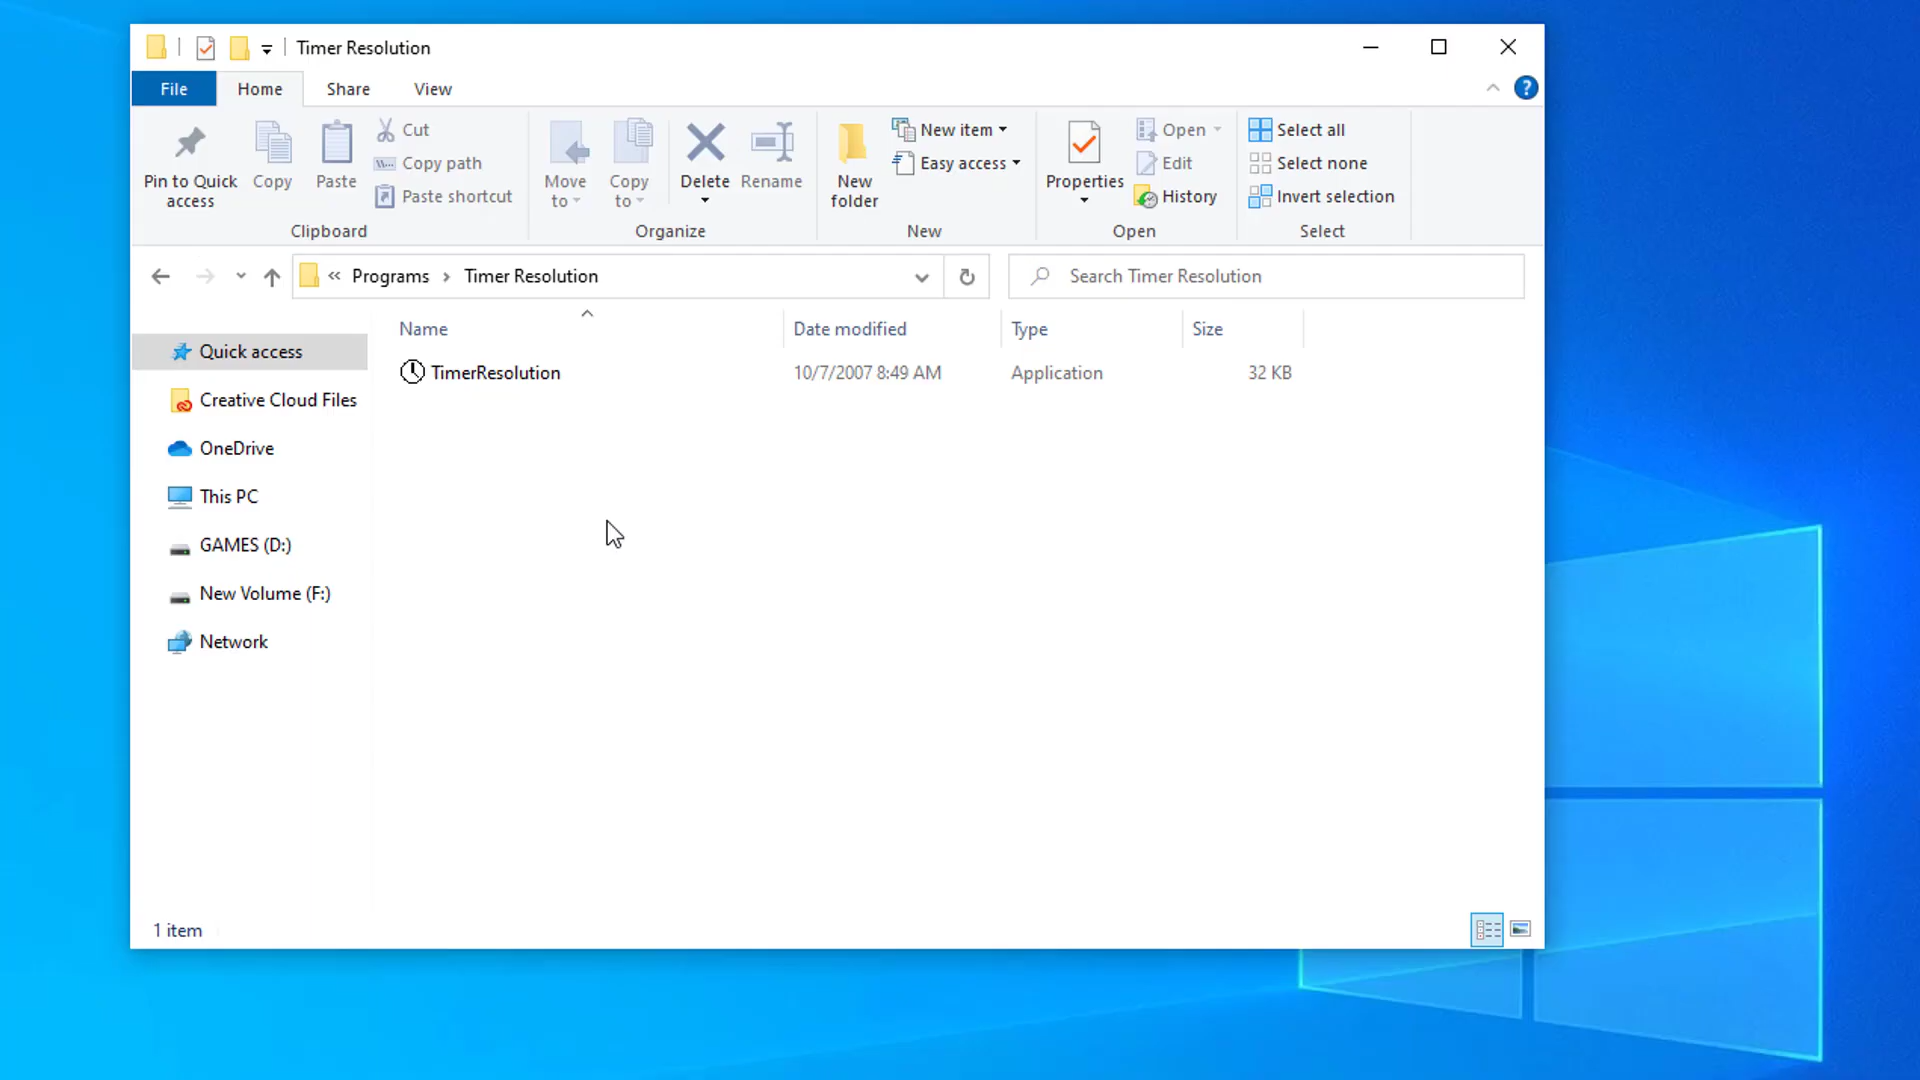 Timer Resolution
File Home Share View
?
Pin to Quick access
Copy
Paste
Cut
Copy path
Paste shortcut
Clipboard
Move to
Copy to
Delete
Rename
Organize
New folder
New item
Easy access
New
Properties
Open
Edit
History
Open
Select all
Select none
Invert selection
Select
« Programs › Timer Resolution
Search Timer Resolution
Name Date modified Type Size
TimerResolution 10/7/2007 8:49 AM Application 32 KB
Quick access
Creative Cloud Files
OneDrive
This PC
GAMES (D:)
New Volume (F:)
Network
1 item